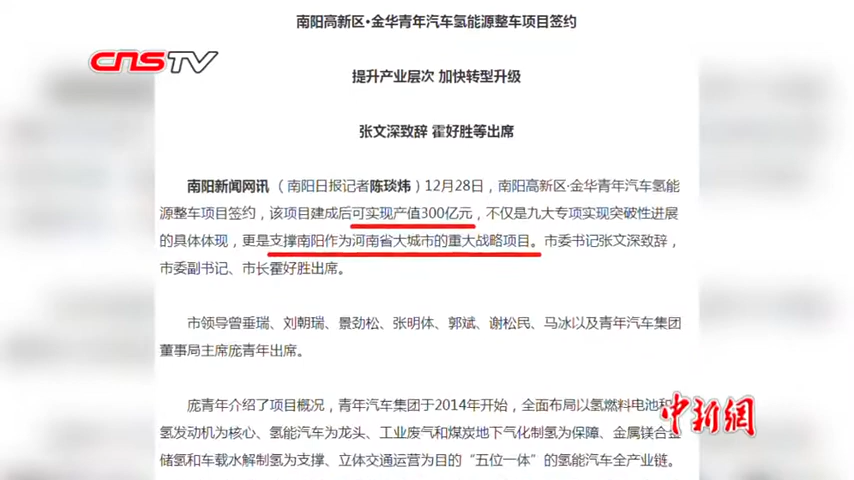 南阳高新区·金华青年汽车氢能源整车项目签约
CNSTV
提升产业层次 加快转型升级
张文深致辞 霍好胜等出席
南阳新闻网讯（南阳日报记者陈琰炜）12月28日，南阳高新区·金华青年汽车氢能
源整车项目签约，该项目建成后可实现产值300亿元，不仅是九大专项实现突破性进展
的具体体现，更是支撑南阳作为河南省大城市的重大战略项目。市委书记张文深致辞，
市委副书记、市长霍好胜出席。
市领导曾垂瑞、刘朝瑞、景劲松、张明体、郭斌、谢松民、马冰以及青年汽车集团
董事局主席庞青年出席。
庞青年介绍了项目概况，青年汽车集团于2014年开始，全面布局以氢燃料电池和
氢发动机为核心、氢能汽车为龙头、工业废气和煤炭地下气化制氢为保障、金属镁合金
储氢和车载水解制氢为支撑、立体交通运营为目的“五位一体”的氢能汽车全产业链。
中新網